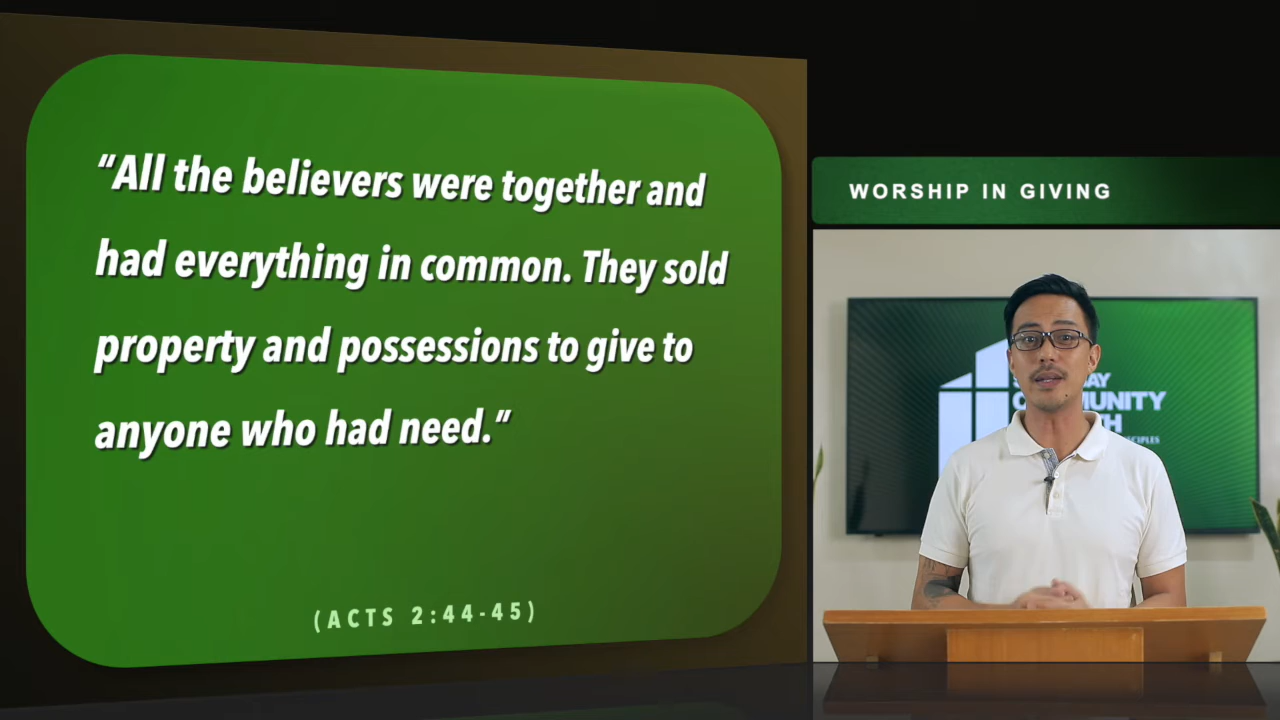 “All the believers were together and
had everything in common. They sold
property and possessions to give to
anyone who had need.”
(ACTS 2:44-45)
WORSHIP IN GIVING